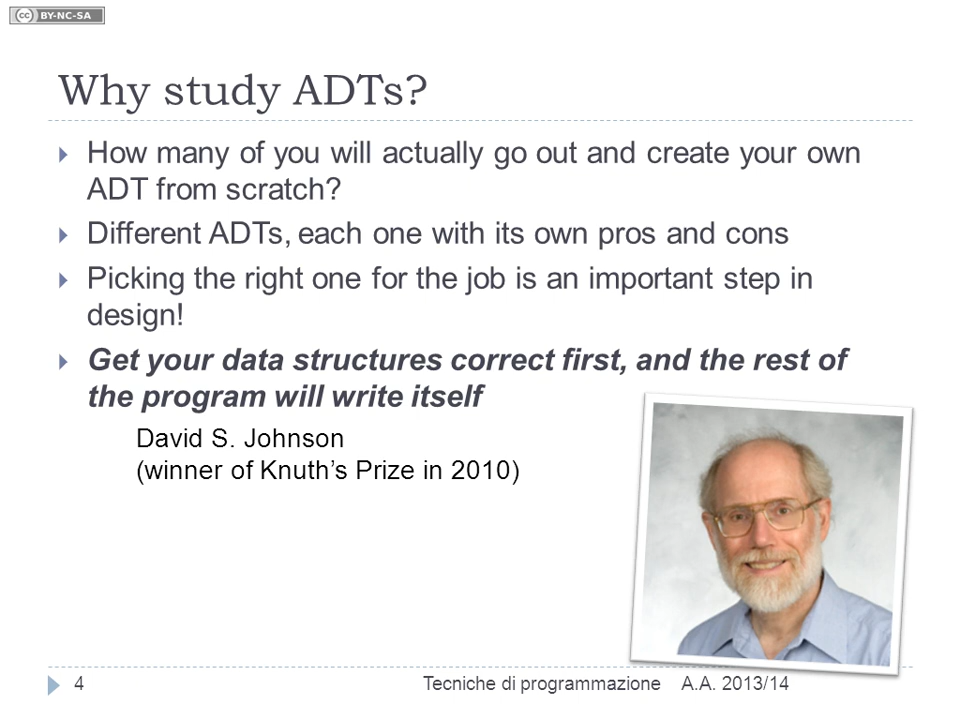 cc BY-NC-SA
Why study ADTs?
How many of you will actually go out and create your own
ADT from scratch?
Different ADTs, each one with its own pros and cons
Picking the right one for the job is an important step in
design!
Get your data structures correct first, and the rest of
the program will write itself
David S. Johnson
(winner of Knuth’s Prize in 2010)
4 Tecniche di programmazione A.A. 2013/14